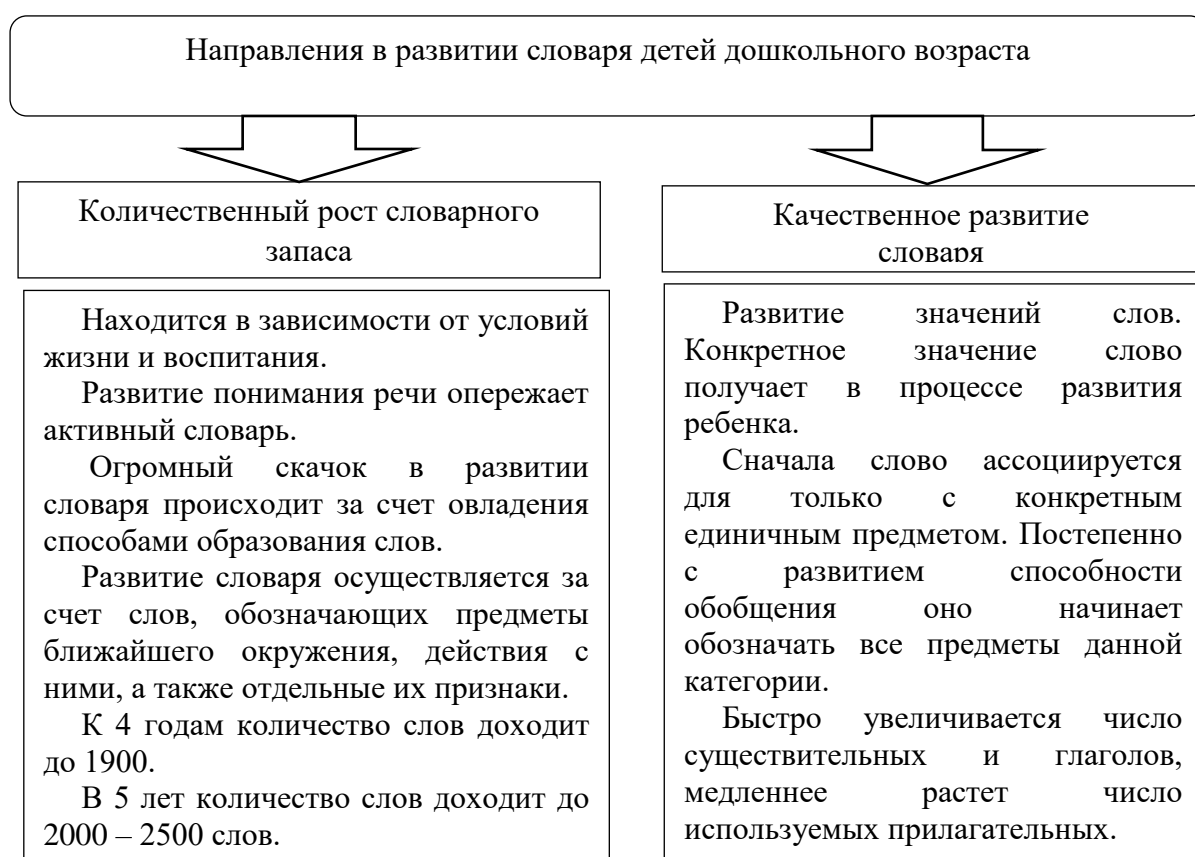 Направления в развитии словаря детей дошкольного возраста
Количественный рост словарного
запаса
Находится в зависимости от условий
жизни и воспитания.
Развитие понимания речи опережает
активный словарь.
Огромный скачок в развитии
словаря происходит за счет овладения
способами образования слов.
Развитие словаря осуществляется за
счет слов, обозначающих предметы
ближайшего окружения, действия с
ними, а также отдельные их признаки.
К 4 годам количество слов доходит
до 1900.
В 5 лет количество слов доходит до
2000 – 2500 слов.
Качественное развитие
словаря
Развитие значений слов.
Конкретное значение слово
получает в процессе развития
ребенка.
Сначала слово ассоциируется
для только с конкретным
единичным предметом. Постепенно
с развитием способности
обобщения оно начинает
обозначать все предметы данной
категории.
Быстро увеличивается число
существительных и глаголов,
медленнее растет число
используемых прилагательных.